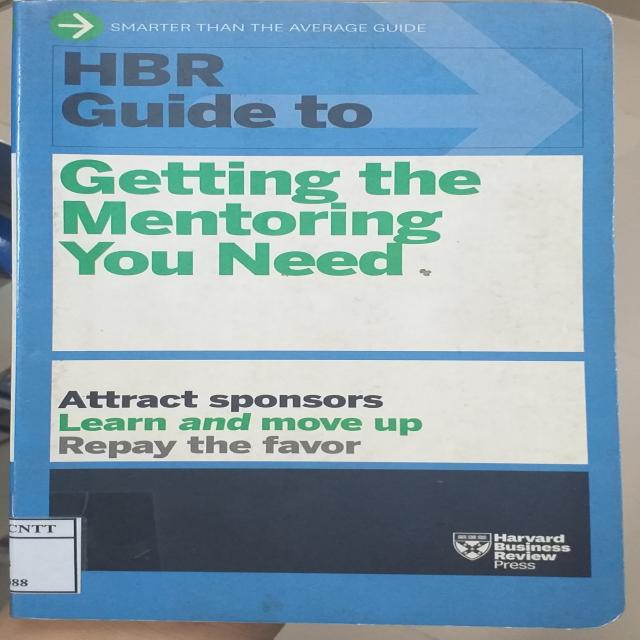 SMARTER THAN THE AVERAGE GUIDE
HBR
Guide to
Getting the
Mentoring
You Need
Attract sponsors
Learn and move up
Repay the favor
CNTT
88
Harvard
Business
Review
Press